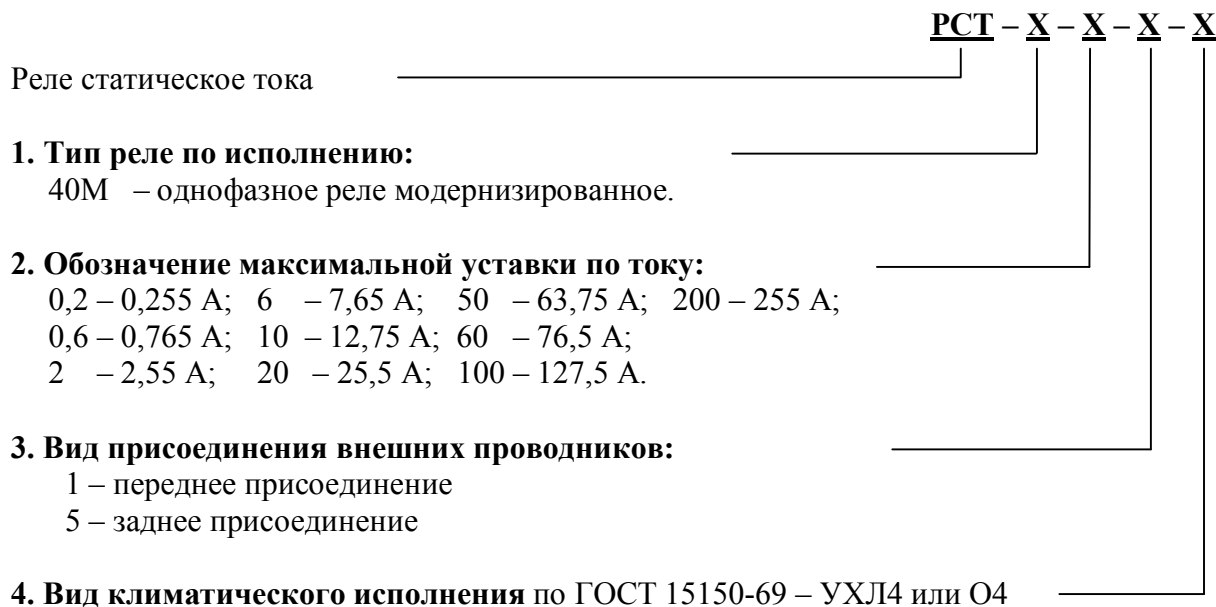 РСТ – Х – Х – Х – Х
Реле статическое тока
1. Тип реле по исполнению:
40М – однофазное реле модернизированное.
2. Обозначение максимальной уставки по току:
0,2 – 0,255 А; 6 – 7,65 А; 50 – 63,75 А; 200 – 255 А;
0,6 – 0,765 А; 10 – 12,75 А; 60 – 76,5 А;
2 – 2,55 А; 20 – 25,5 А; 100 – 127,5 А.
3. Вид присоединения внешних проводников:
1 – переднее присоединение
5 – заднее присоединение
4. Вид климатического исполнения по ГОСТ 15150-69 – УХЛ4 или О4